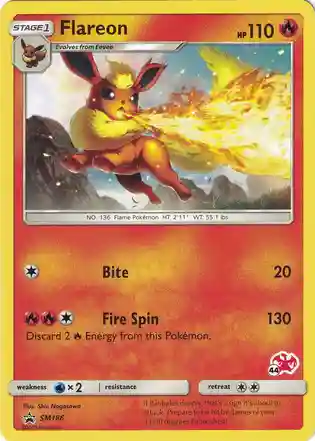 STAGE 1 Flareon HP 110
Evolves from Eevee
NO. 136 Flame Pokémon HT 2'11" WT 55.1 lbs
Bite 20
Fire Spin 130
Discard 2 Energy from this Pokémon.
44
weakness ×2 resistance retreat
Illus. Shin Nagasawa
PROMO SM186